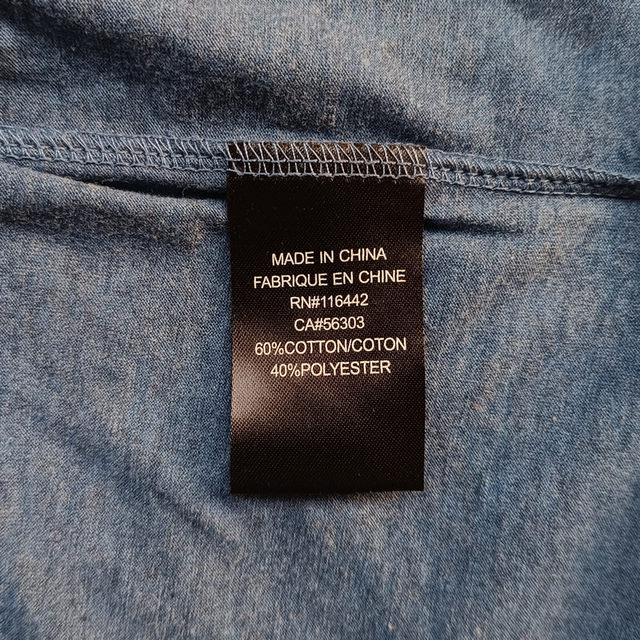 MADE IN CHINA
FABRIQUE EN CHINE
RN#116442
CA#56303
60%COTTON/COTON
40%POLYESTER